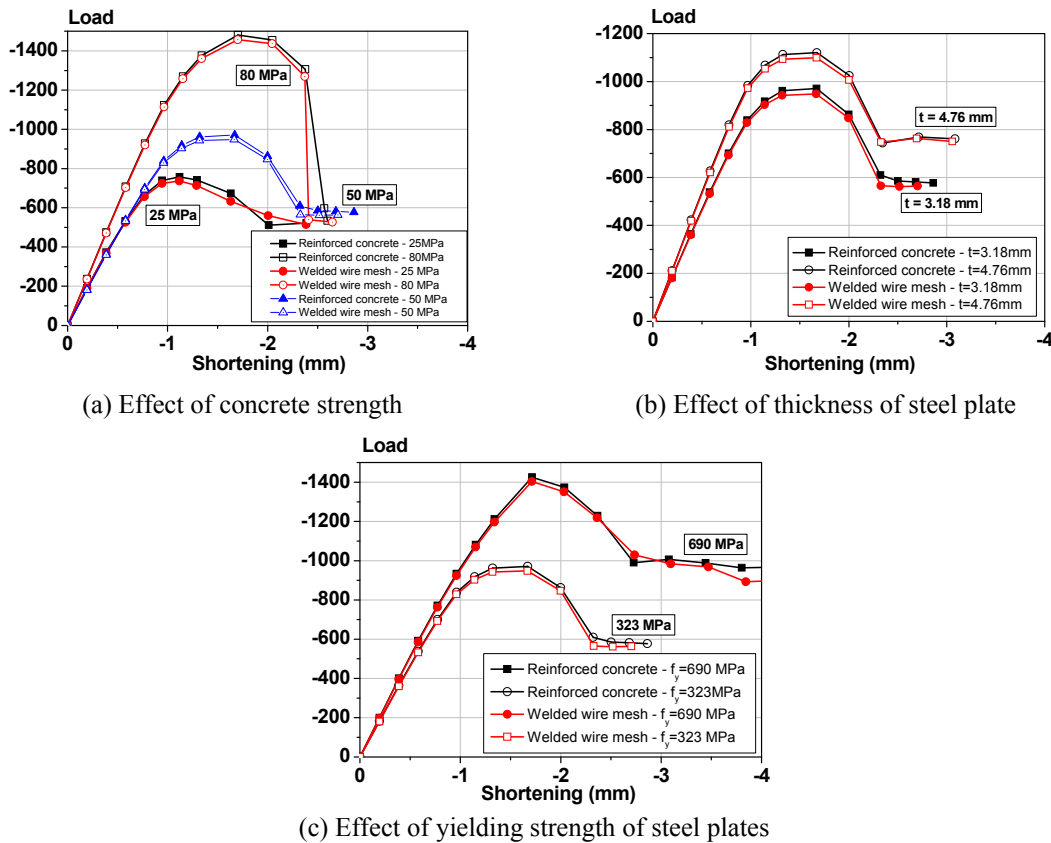 Load
-1400
-1200
-1000
-800
-600
-400
-200
0
80 MPa
50 MPa
25 MPa
Reinforced concrete - 25MPa
Reinforced concrete - 80MPa
Welded wire mesh - 25 MPa
Welded wire mesh - 80 MPa
Reinforced concrete - 50 MPa
Welded wire mesh - 50 MPa
0 -1 -2 -3 -4
Shortening (mm)
(a) Effect of concrete strength
Load
-1200
-1000
-800
-600
-400
-200
0
t = 4.76 mm
t = 3.18 mm
Reinforced concrete - t=3.18mm
Reinforced concrete - t=4.76mm
Welded wire mesh - t=3.18mm
Welded wire mesh - t=4.76mm
0 -1 -2 -3 -4
Shortening (mm)
(b) Effect of thickness of steel plate
Load
-1400
-1200
-1000
-800
-600
-400
-200
0
690 MPa
323 MPa
Reinforced concrete - fy=690 MPa
Reinforced concrete - fy=323MPa
Welded wire mesh - fy=690 MPa
Welded wire mesh - fy=323 MPa
0 -1 -2 -3 -4
Shortening (mm)
(c) Effect of yielding strength of steel plates